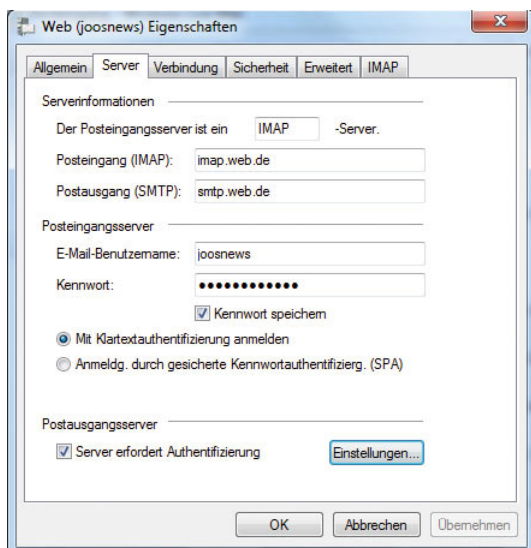 Web (joosnews) Eigenschaften
Allgemein Server Verbindung Sicherheit Erweitert IMAP
Serverinformationen
Der Posteingangsserver ist ein IMAP -Server.
Posteingang (IMAP): imap.web.de
Postausgang (SMTP): smtp.web.de
Posteingangsserver
E-Mail-Benutzername: joosnews
Kennwort: ●●●●●●●●●●●●
Kennwort speichern
Mit Klartextauthentifizierung anmelden
Anmeldg. durch gesicherte Kennwortauthentifizierg. (SPA)
Postausgangsserver
Server erfordert Authentifizierung Einstellungen...
OK Abbrechen Übernehmen